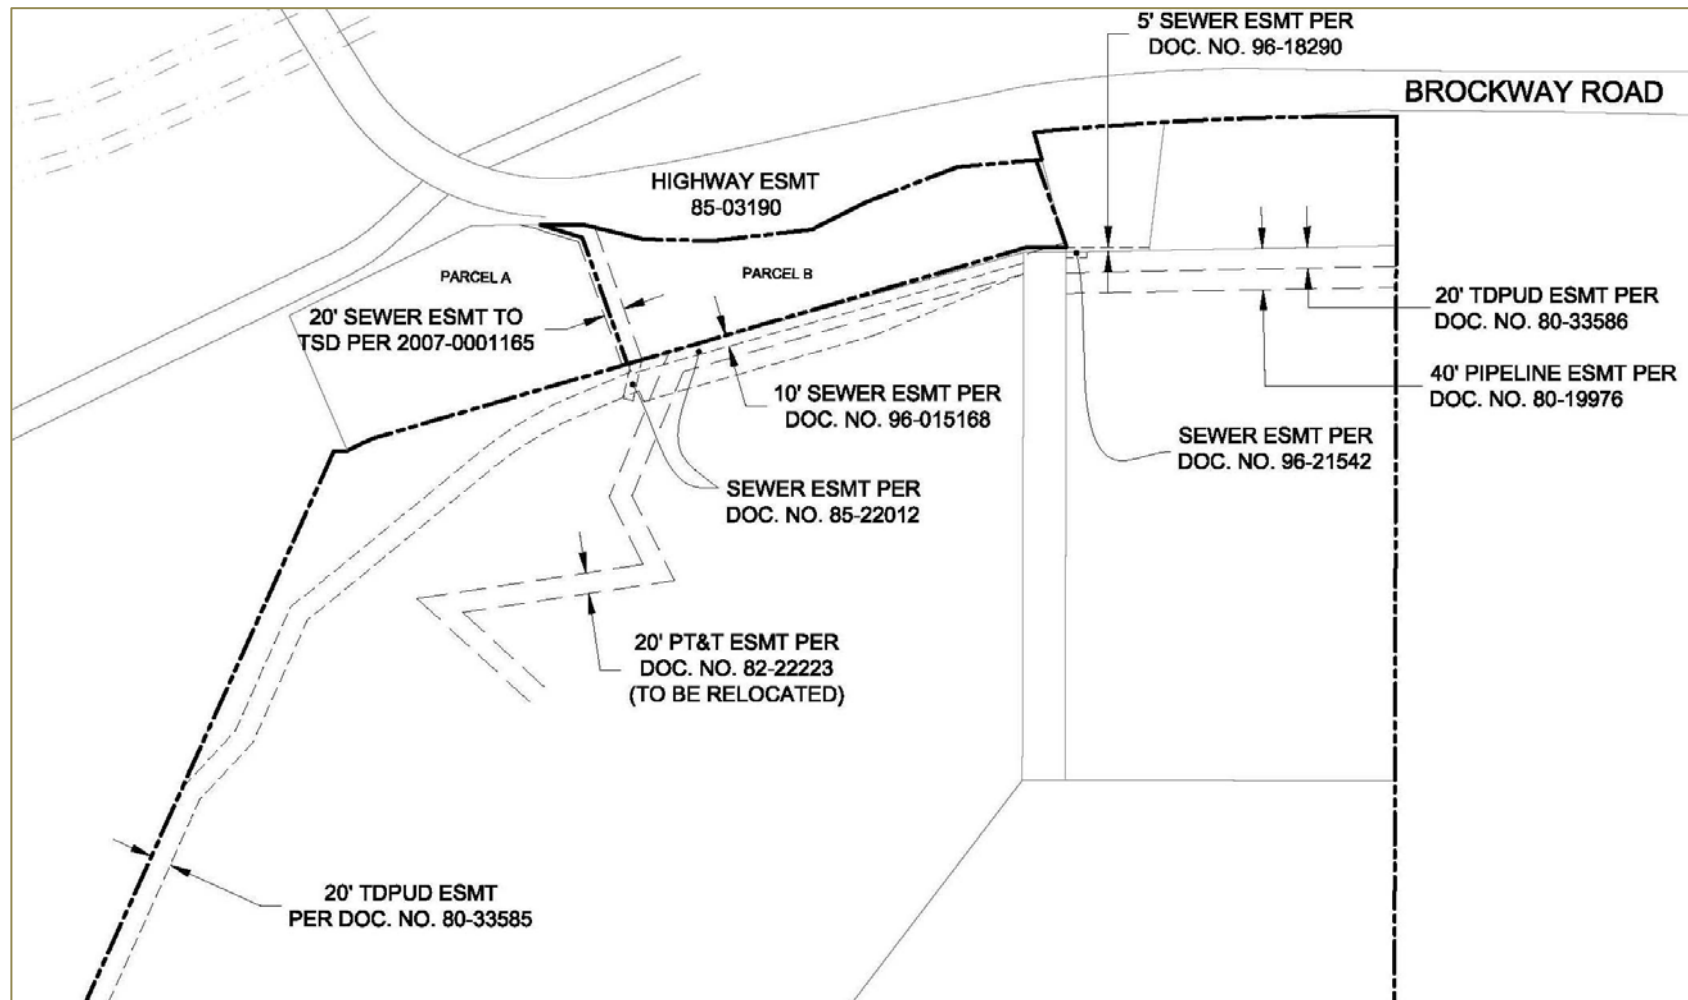 5' SEWER ESMT PER
DOC. NO. 96-18290
BROCKWAY ROAD
HIGHWAY ESMT
85-03190
PARCEL A
PARCEL B
20' SEWER ESMT TO
TSD PER 2007-0001165
20' TDPUD ESMT PER
DOC. NO. 80-33586
40' PIPELINE ESMT PER
DOC. NO. 80-19976
10' SEWER ESMT PER
DOC. NO. 96-015168
SEWER ESMT PER
DOC. NO. 96-21542
SEWER ESMT PER
DOC. NO. 85-22012
20' PT&T ESMT PER
DOC. NO. 82-22223
(TO BE RELOCATED)
20' TDPUD ESMT
PER DOC. NO. 80-33585